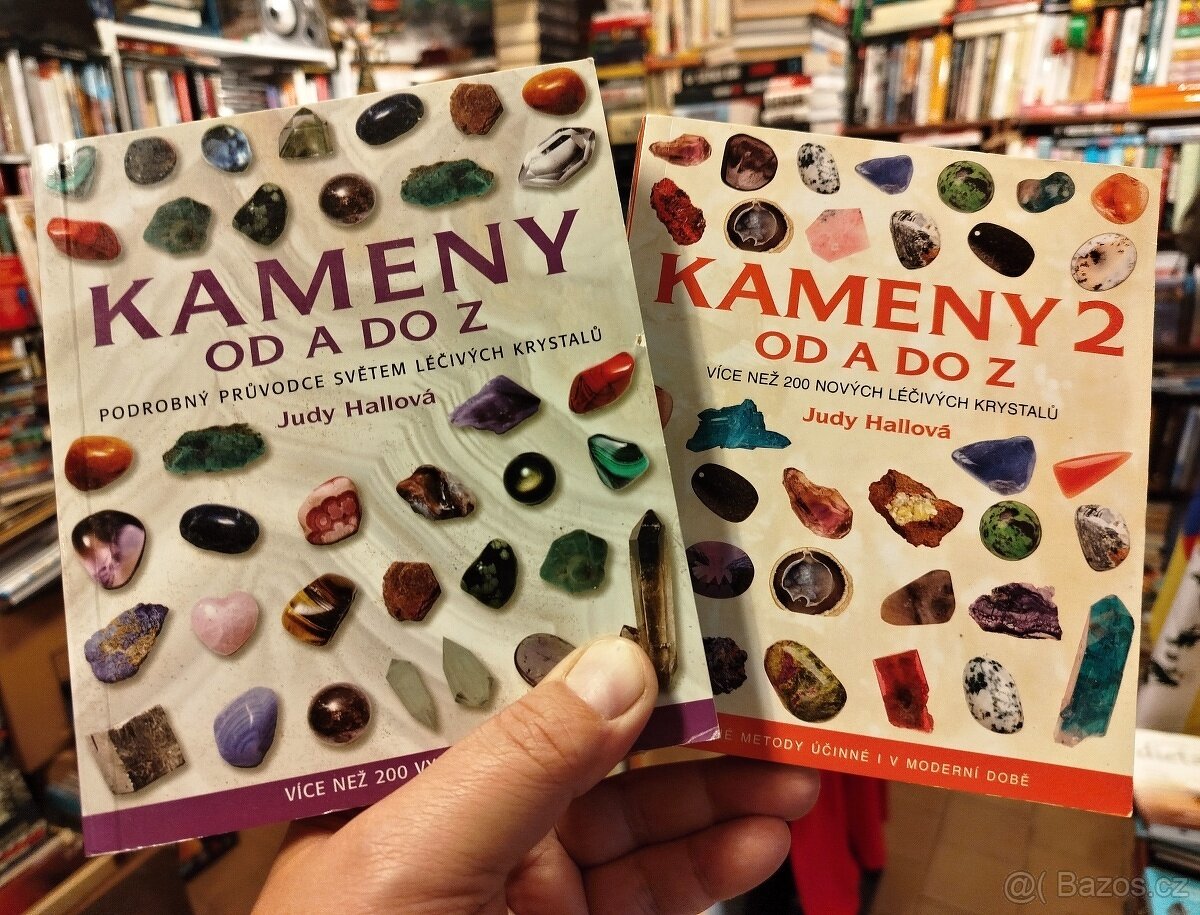 KAMENY
OD A DO Z
PODROBNÝ PRŮVODCE SVĚTEM LÉČIVÝCH KRYSTALŮ
Judy Hallová
VÍCE NEŽ 200
KAMENY 2
OD A DO Z
VÍCE NEŽ 200 NOVÝCH LÉČIVÝCH KRYSTALŮ
Judy Hallová
METODY ÚČINNÉ I V MODERNÍ DOBĚ
@( Bazos.cz